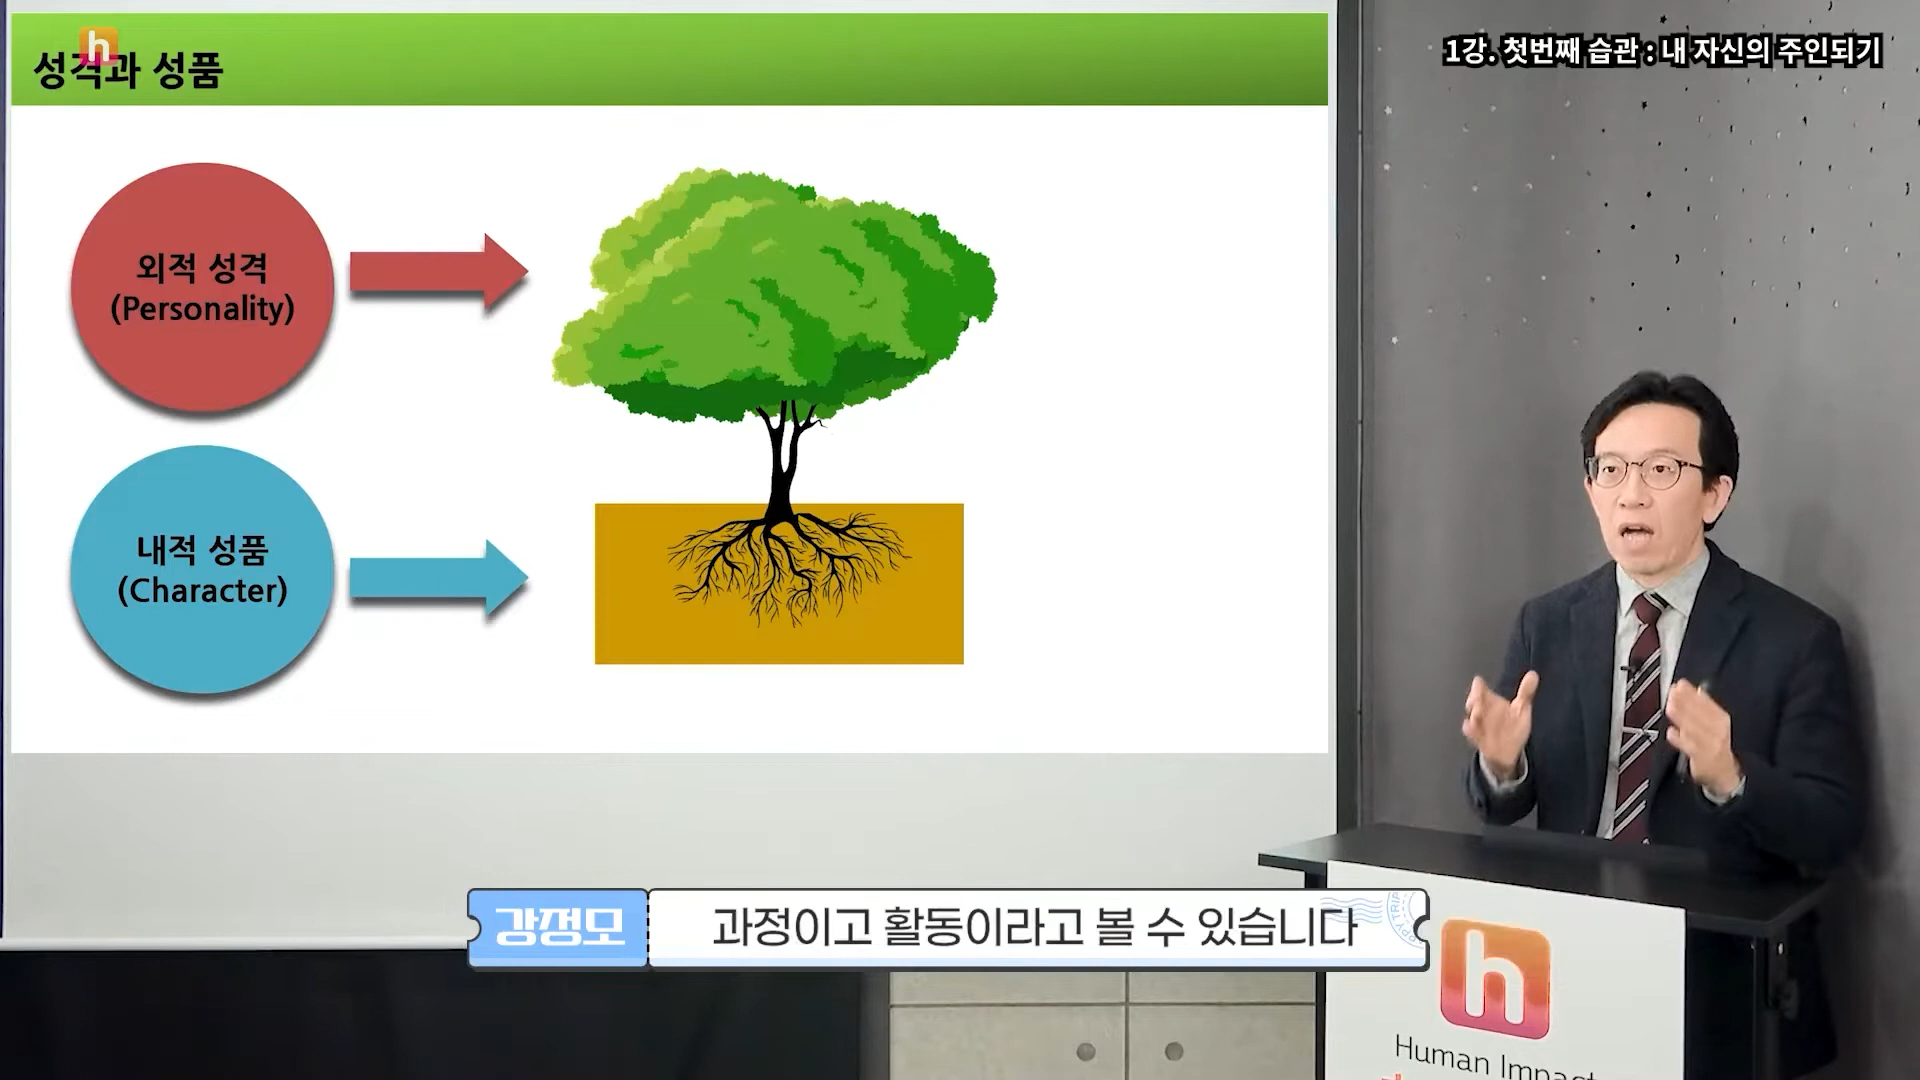 성격과 성품
h
1강. 첫번째 습관 : 내 자신의 주인되기
외적 성격
(Personality)
내적 성품
(Character)
강정모
과정이고 활동이라고 볼 수 있습니다
h
Human Impact